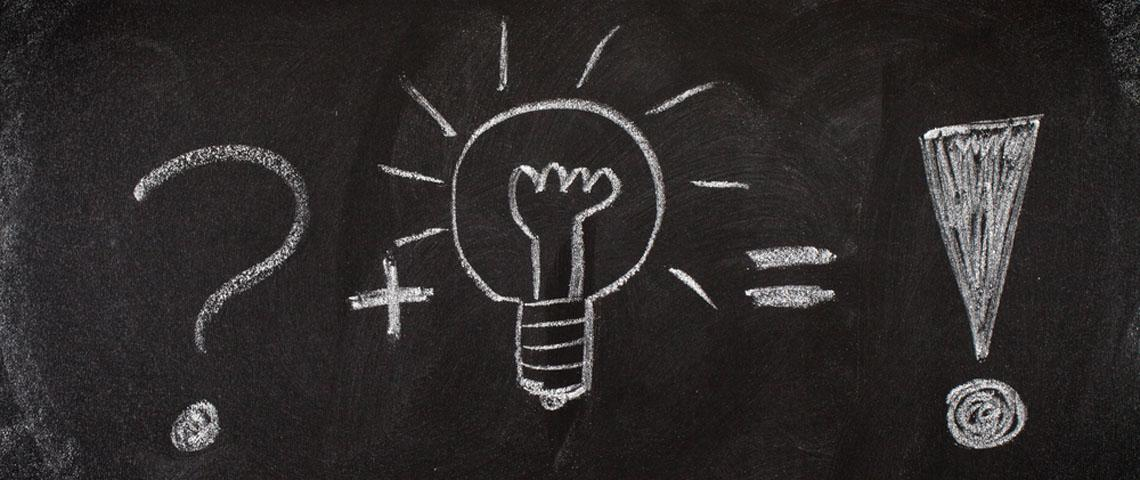 ? + = !